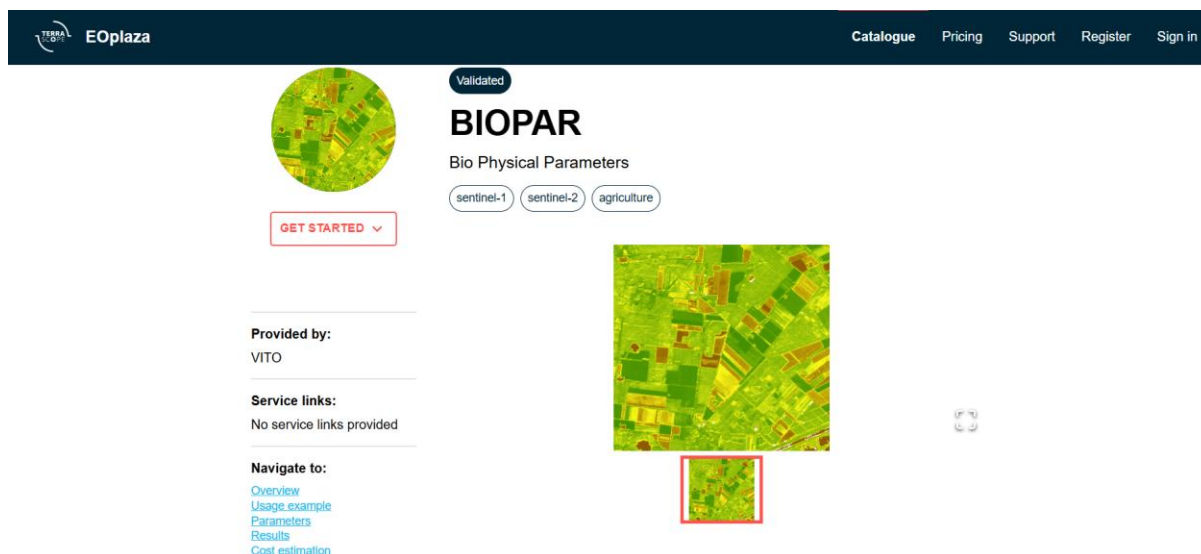 TERRA
SCOPE
EOplaza
Catalogue
Pricing
Support
Register
Sign in
Validated
BIOPAR
Bio Physical Parameters
sentinel-1
sentinel-2
agriculture
GET STARTED
Provided by:
VITO
Service links:
No service links provided
Navigate to:
Overview
Usage example
Parameters
Results
Cost estimation